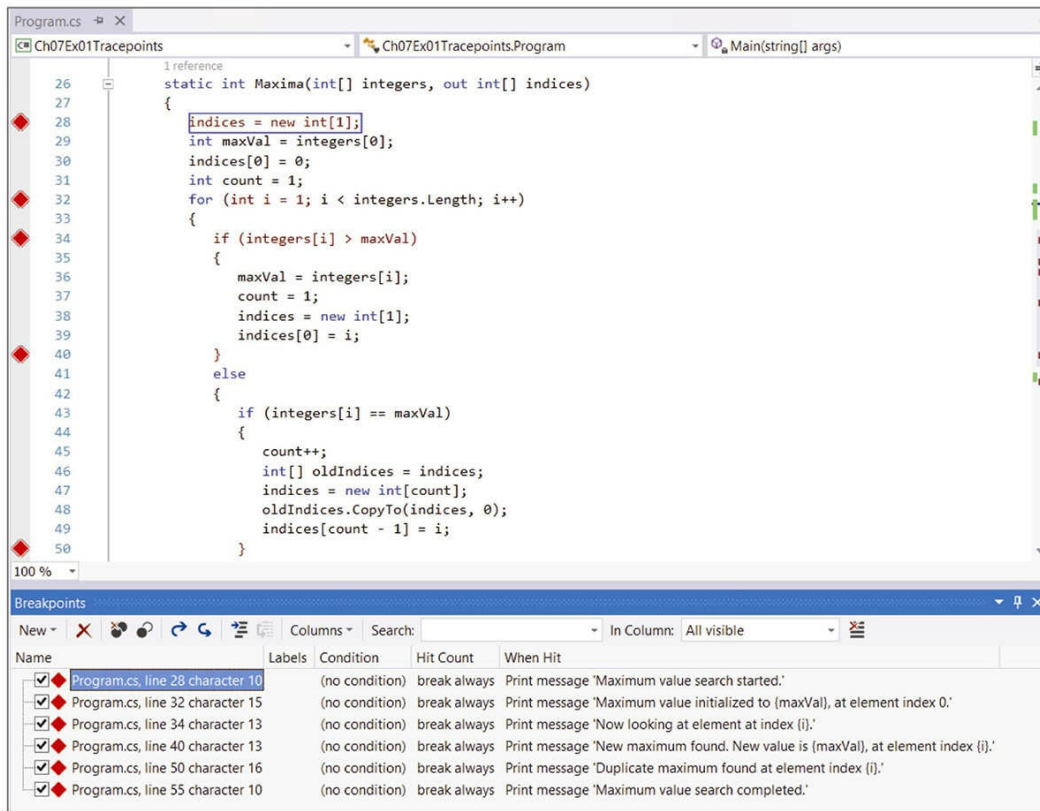 Program.cs
Ch07Ex01Tracepoints Ch07Ex01Tracepoints.Program Main(string[] args)
1 reference
26 static int Maxima(int[] integers, out int[] indices)
27 {
28 indices = new int[1];
29 int maxVal = integers[0];
30 indices[0] = 0;
31 int count = 1;
32 for (int i = 1; i < integers.Length; i++)
33 {
34 if (integers[i] > maxVal)
35 {
36 maxVal = integers[i];
37 count = 1;
38 indices = new int[1];
39 indices[0] = i;
40 }
41 else
42 {
43 if (integers[i] == maxVal)
44 {
45 count++;
46 int[] oldIndices = indices;
47 indices = new int[count];
48 oldIndices.CopyTo(indices, 0);
49 indices[count - 1] = i;
50 }
100 %
Breakpoints
New Columns Search: In Column: All visible
Name Labels Condition Hit Count When Hit
Program.cs, line 28 character 10 (no condition) break always Print message 'Maximum value search started.'
Program.cs, line 32 character 15 (no condition) break always Print message 'Maximum value initialized to {maxVal}, at element index 0.'
Program.cs, line 34 character 13 (no condition) break always Print message 'Now looking at element at index {i}.'
Program.cs, line 40 character 13 (no condition) break always Print message 'New maximum found. New value is {maxVal}, at element index {i}.'
Program.cs, line 50 character 16 (no condition) break always Print message 'Duplicate maximum found at element index {i}.'
Program.cs, line 55 character 10 (no condition) break always Print message 'Maximum value search completed.'